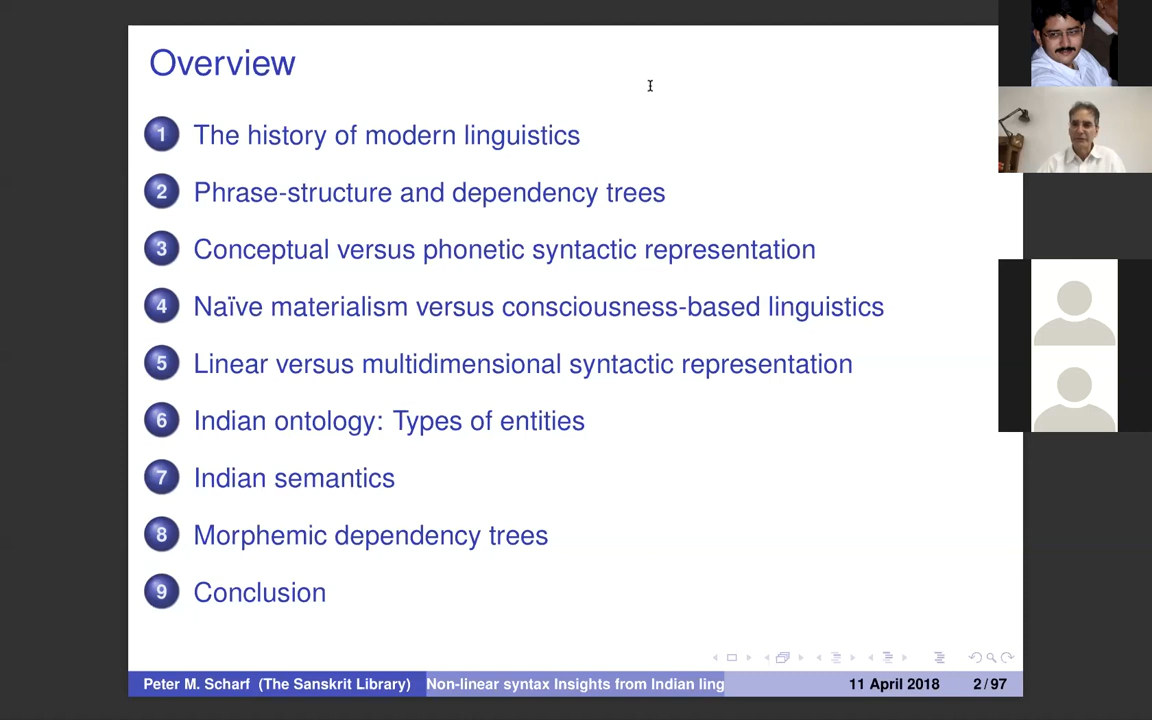 Overview
1 The history of modern linguistics
2 Phrase-structure and dependency trees
3 Conceptual versus phonetic syntactic representation
4 Naïve materialism versus consciousness-based linguistics
5 Linear versus multidimensional syntactic representation
6 Indian ontology: Types of entities
7 Indian semantics
8 Morphemic dependency trees
9 Conclusion
Peter M. Scharf (The Sanskrit Library) Non-linear syntax Insights from Indian ling 11 April 2018 2 / 97